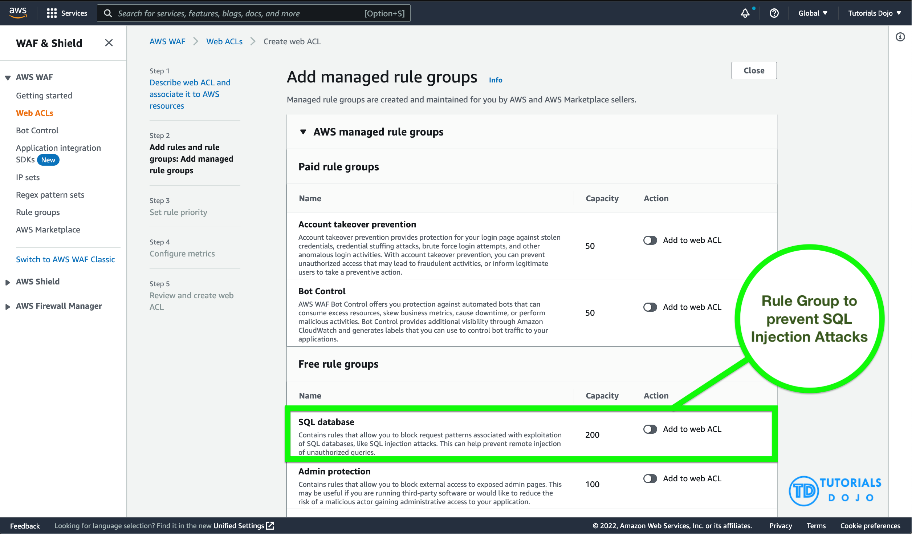 aws
Services
Search for services, features, blogs, docs, and more
[Option+S]
Global
Tutorials Dojo
WAF & Shield
AWS WAF
Getting started
Web ACLs
Bot Control
Application integration
SDKs New
IP sets
Regex pattern sets
Rule groups
AWS Marketplace
Switch to AWS WAF Classic
AWS Shield
AWS Firewall Manager
AWS WAF > Web ACLs > Create web ACL
Step 1
Describe web ACL and
associate it to AWS
resources
Step 2
Add rules and rule
groups: Add managed
rule groups
Step 3
Set rule priority
Step 4
Configure metrics
Step 5
Review and create web
ACL
Add managed rule groups Info
Close
Managed rule groups are created and maintained for you by AWS and AWS Marketplace sellers.
AWS managed rule groups
Paid rule groups
Name Capacity Action
Account takeover prevention
Account takeover prevention provides protection for your login page against stolen
credentials, credential stuffing attacks, brute force login attempts, and other
anomalous login activities. With account takeover prevention, you can prevent
unauthorized access that may lead to fraudulent activities, or inform legitimate
users to take a preventive action.
50 Add to web ACL
Bot Control
AWS WAF Bot Control offers you protection against automated bots that can
consume excess resources, skew business metrics, cause downtime, or perform
malicious activities. Bot Control provides additional visibility through Amazon
CloudWatch and generates labels that you can use to control bot traffic to your
applications.
50 Add to web ACL
Rule Group to
prevent SQL
Injection Attacks
Free rule groups
Name Capacity Action
SQL database
Contains rules that allow you to block request patterns associated with exploitation
of SQL databases, like SQL injection attacks. This can help prevent remote injection
of unauthorized queries.
200 Add to web ACL
Admin protection
Contains rules that allow you to block external access to exposed admin pages. This
may be useful if you are running third-party software or would like to reduce the
risk of a malicious actor gaining administrative access to your application.
100 Add to web ACL
TD TUTORIALS
DOJO
Feedback
Looking for language selection? Find it in the new Unified Settings
© 2022, Amazon Web Services, Inc. or its affiliates.
Privacy
Terms
Cookie preferences